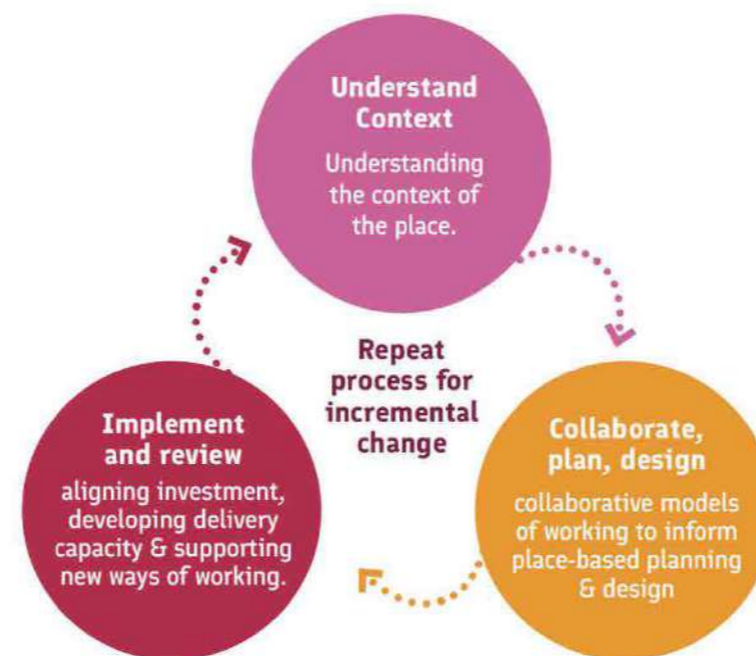 Understand
Context
Understanding
the context of
the place.
Repeat
process for
incremental
change
Collaborate,
plan, design
collaborative models
of working to inform
place-based planning
& design
Implement
and review
aligning investment,
developing delivery
capacity & supporting
new ways of working.